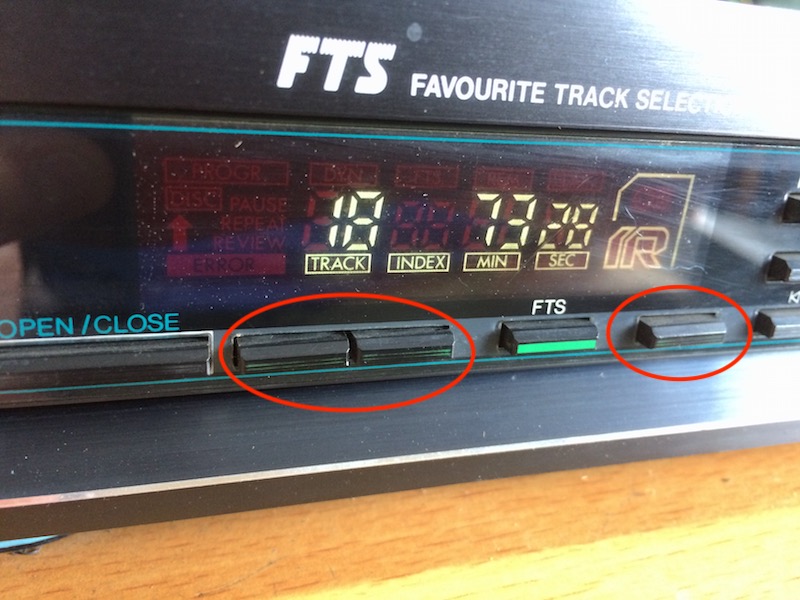 FTS FAVOURITE TRACK
PROGR.
DISC PAUSE
REPEAT
REVIEW
ERROR
18 73 28
TRACK INDEX MIN SEC
IR
OPEN / CLOSE
FTS